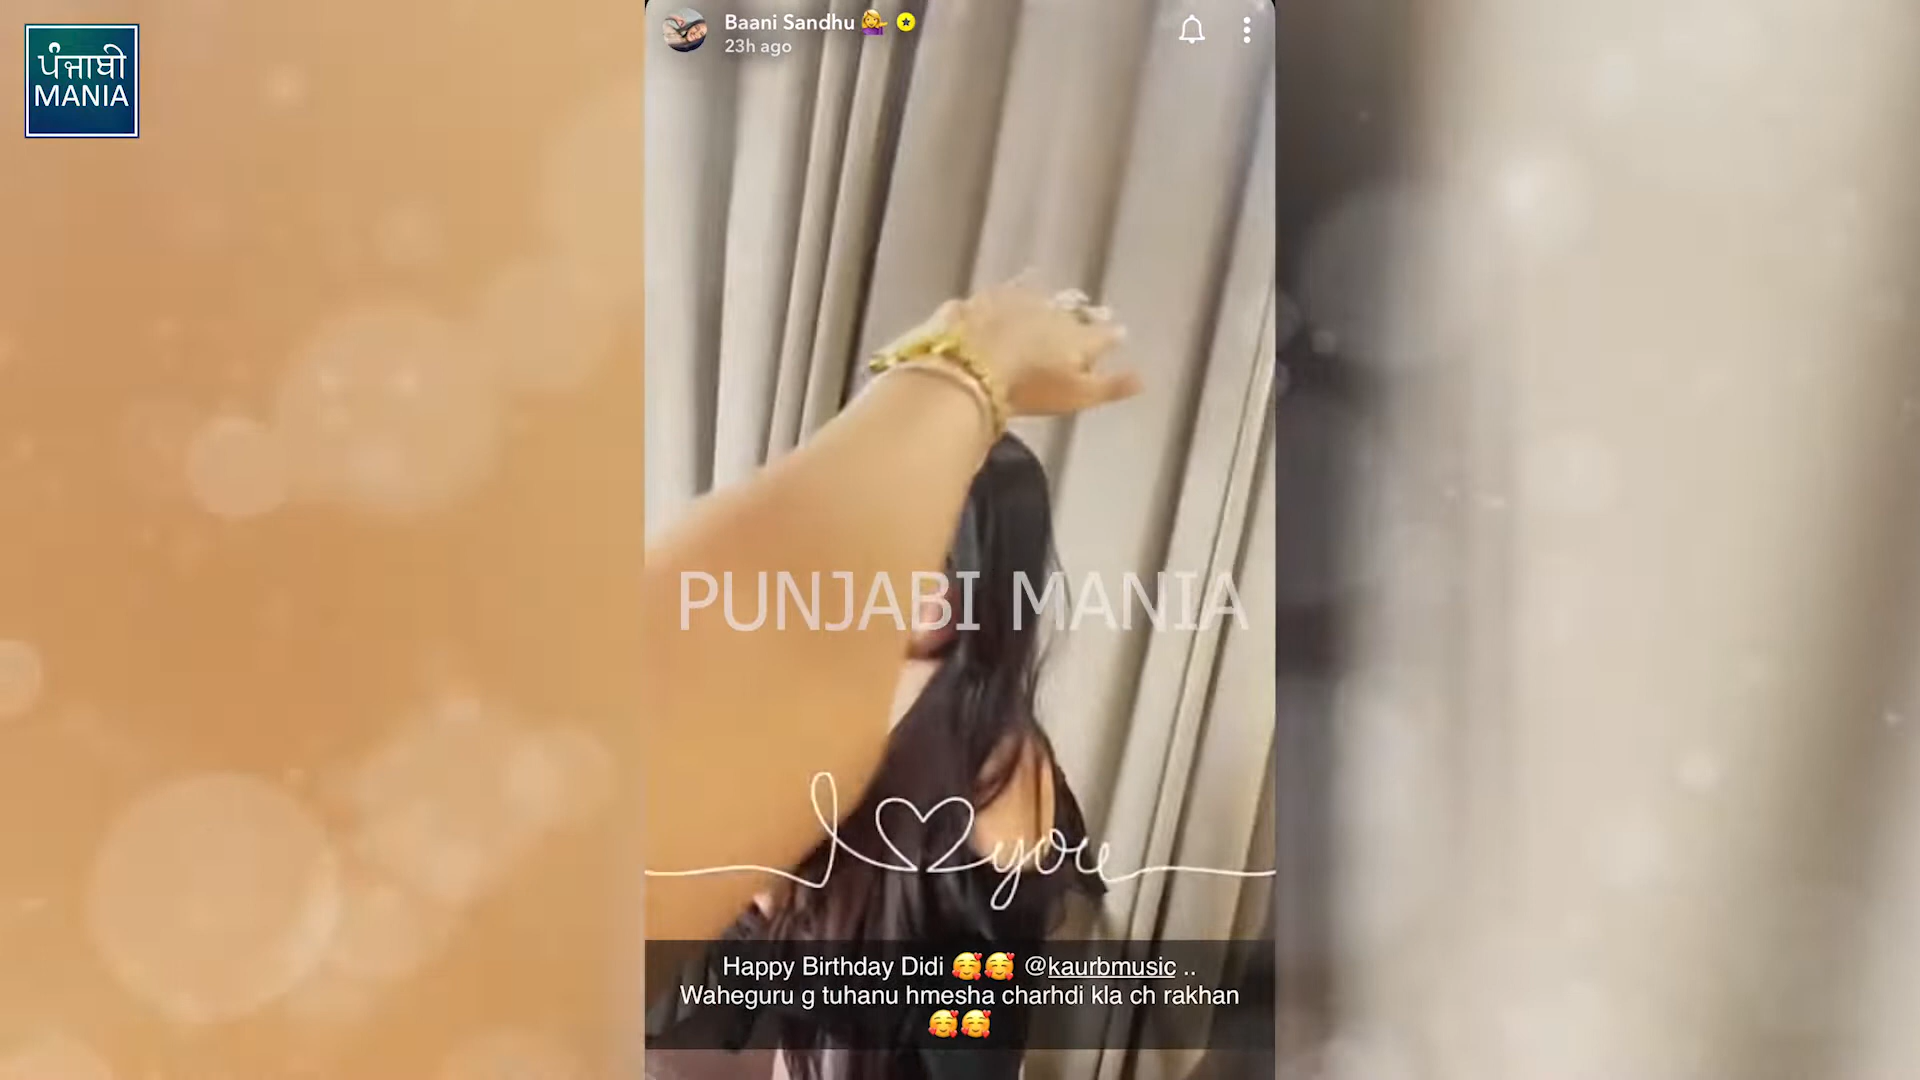 ਪੰਜਾਬੀ
MANIA
Baani Sandhu 💁‍♀️
23h ago
PUNJABI MANIA
I ♡ you
Happy Birthday Didi 🥰🥰 @kaurbmusic ..
Waheguru g tuhanu hmesha charhdi kla ch rakhan
🥰🥰